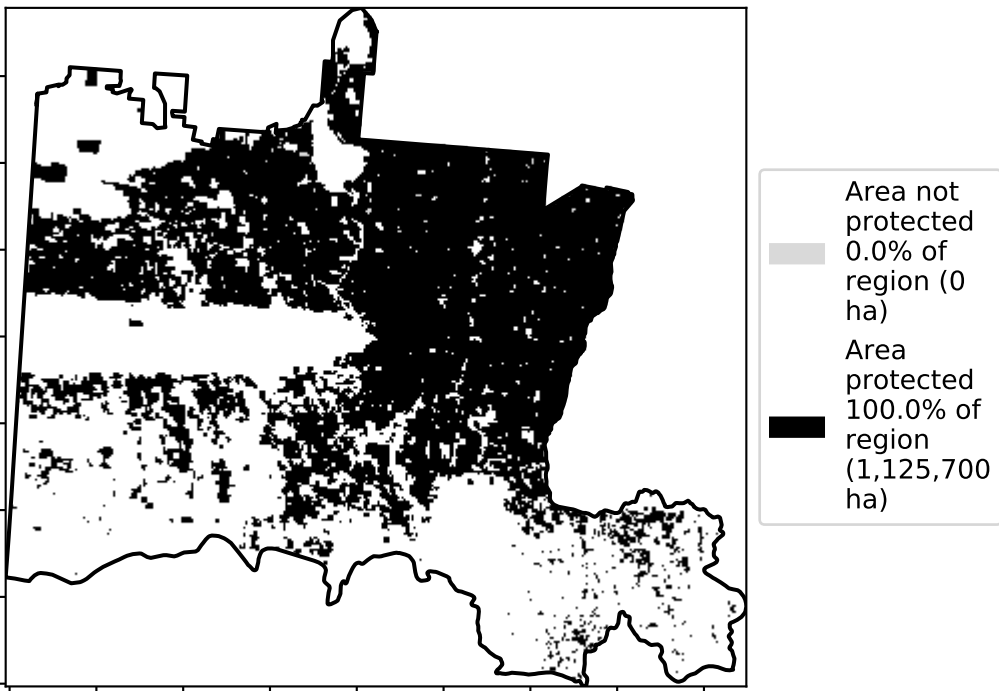 Area not
protected
0.0% of
region (0
ha)
Area
protected
100.0% of
region
(1,125,700
ha)